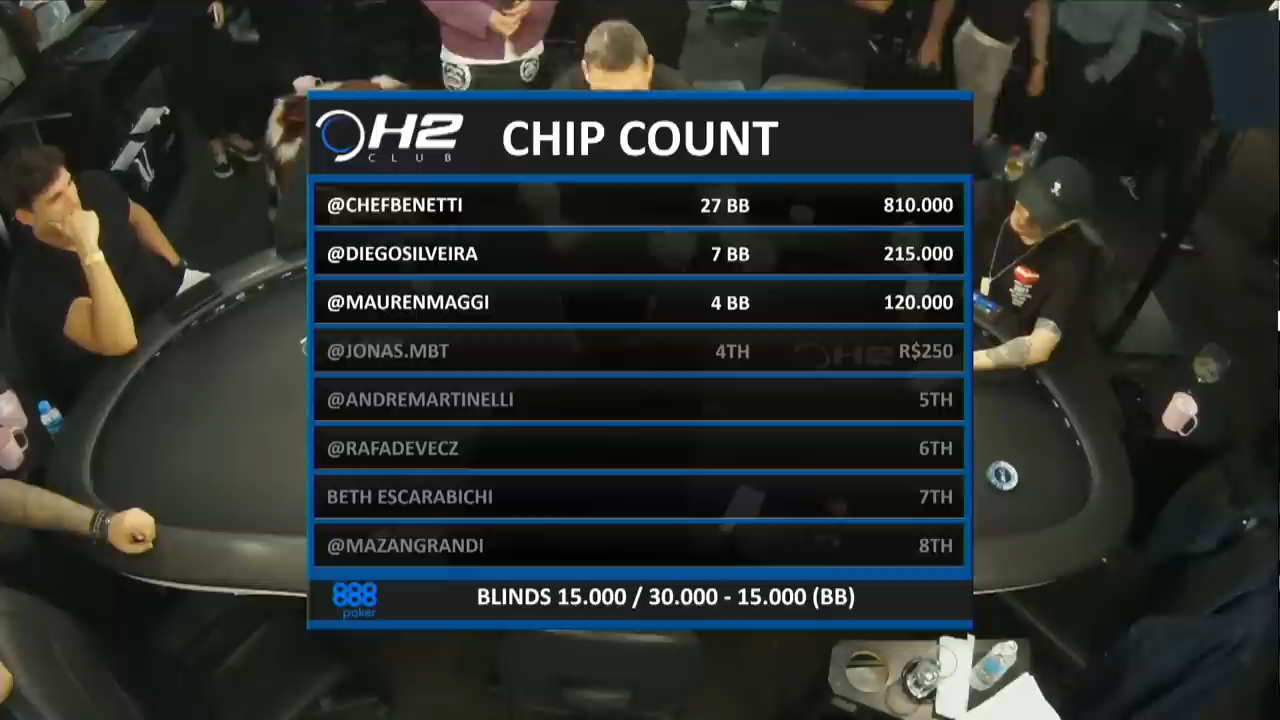 H2 CLUB CHIP COUNT
@CHEFBENETTI 27 BB 810.000
@DIEGOSILVEIRA 7 BB 215.000
@MAURENMAGGI 4 BB 120.000
@JONAS.MBT 4TH R$250
@ANDREMARTINELLI 5TH
@RAFADEVECZ 6TH
BETH ESCARABICHI 7TH
@MAZANGRANDI 8TH
888 poker BLINDS 15.000 / 30.000 - 15.000 (BB)